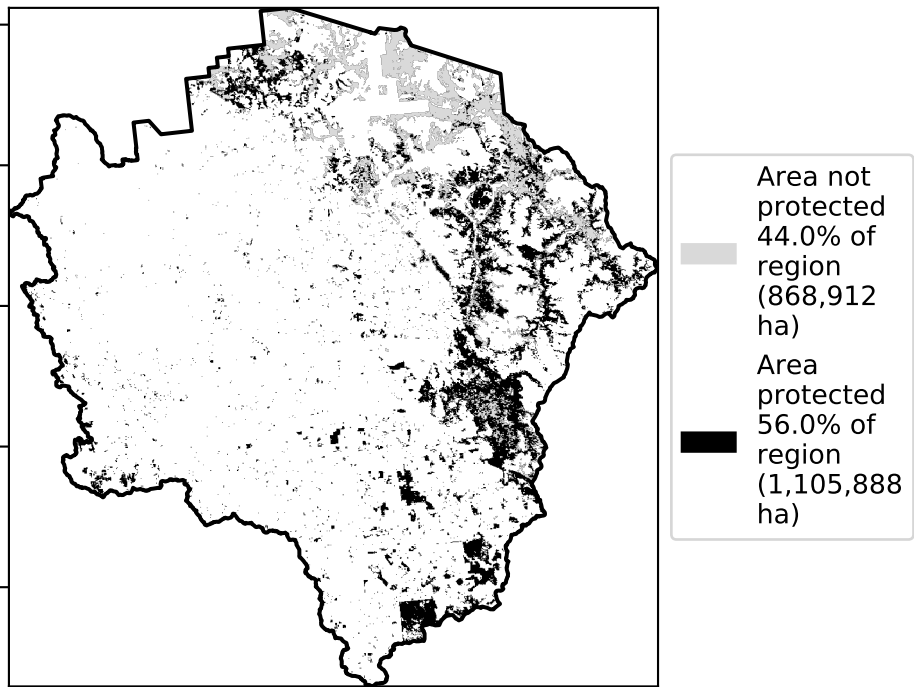 Area not
protected
44.0% of
region
(868,912
ha)
Area
protected
56.0% of
region
(1,105,888
ha)